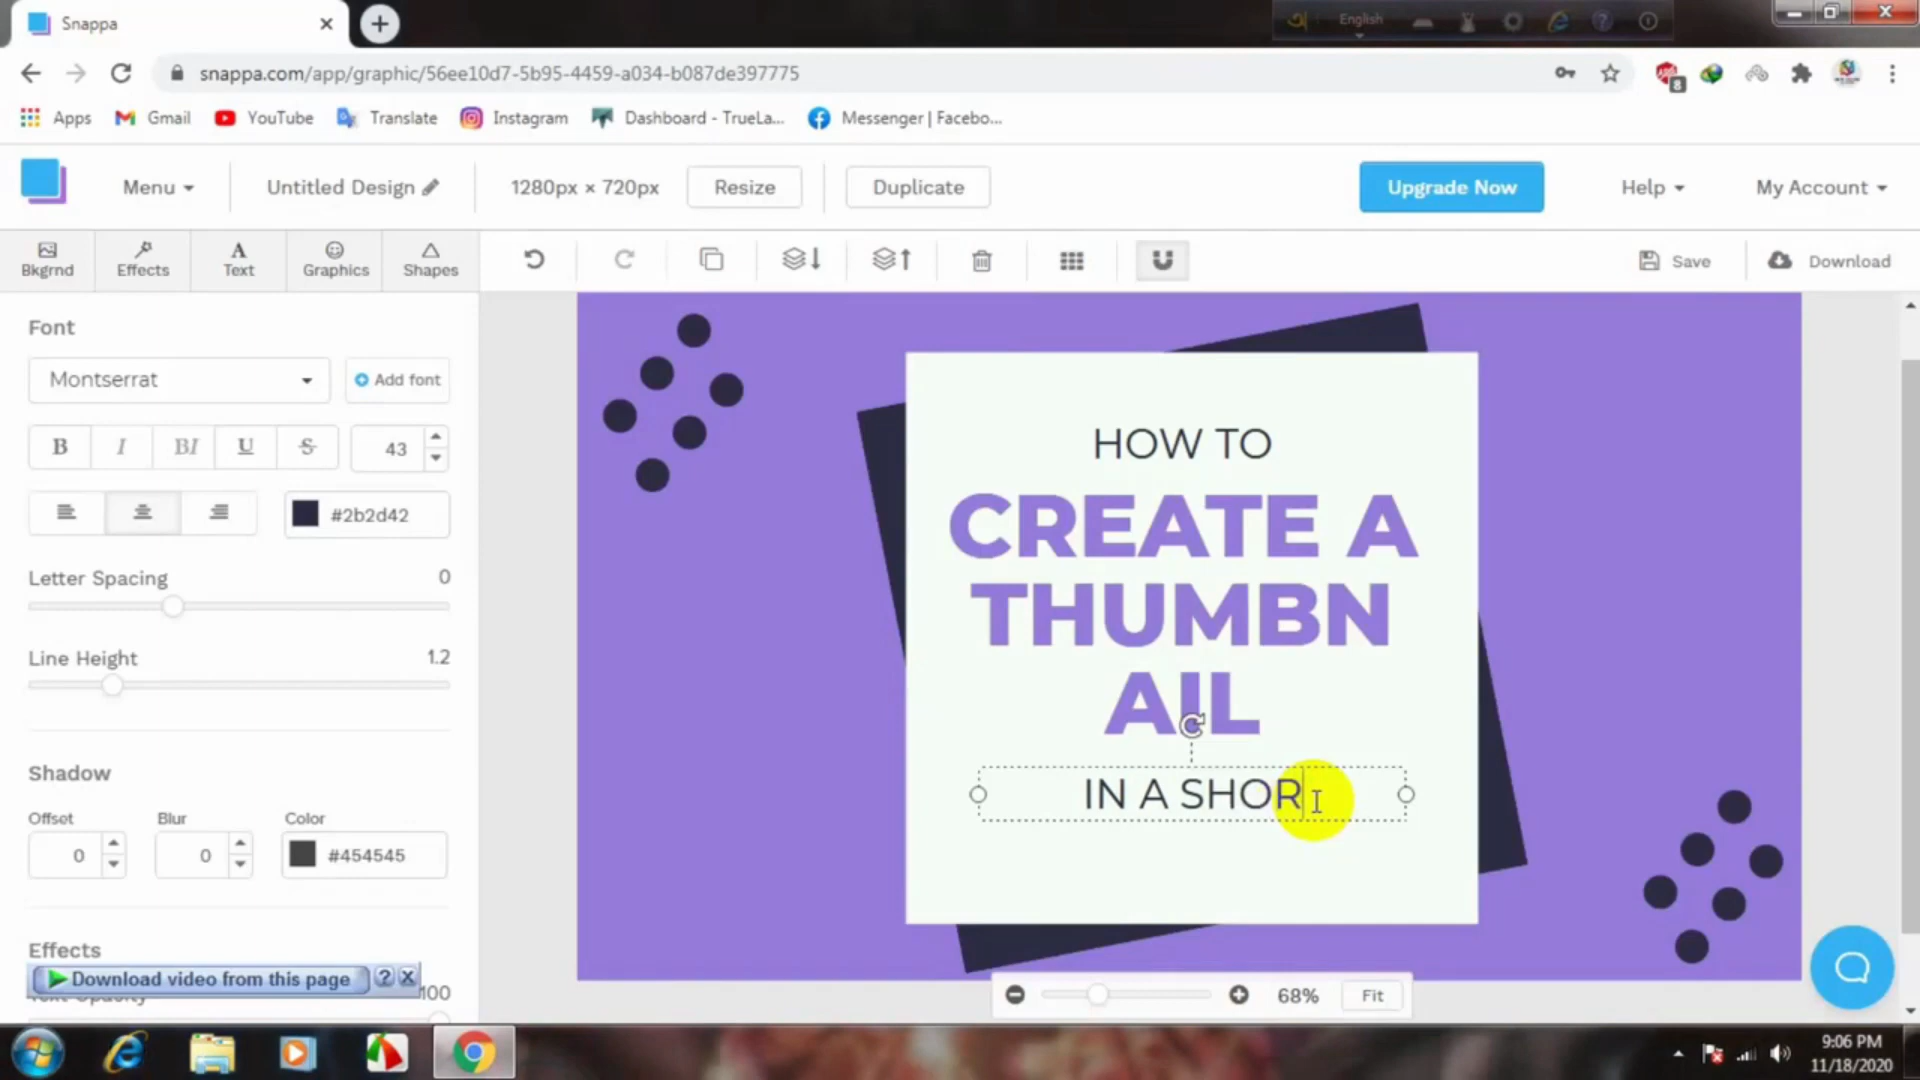 Snappa
English
snappa.com/app/graphic/56ee10d7-5b95-4459-a034-b087de397775
8
Apps Gmail YouTube Translate Instagram Dashboard - TrueLa... Messenger | Facebo...
Menu Untitled Design 1280px × 720px Resize Duplicate Upgrade Now Help My Account
Bkgrnd Effects Text Graphics Shapes Save Download
Font
Montserrat Add font
B I BI U S 43
#2b2d42
Letter Spacing 0
Line Height 1.2
Shadow
Offset Blur Color
0 0 #454545
Effects
Download video from this page
Text Opacity 100
HOW TO
CREATE A
THUMBN
AIL
IN A SHOR
68% Fit
9:06 PM
11/18/2020